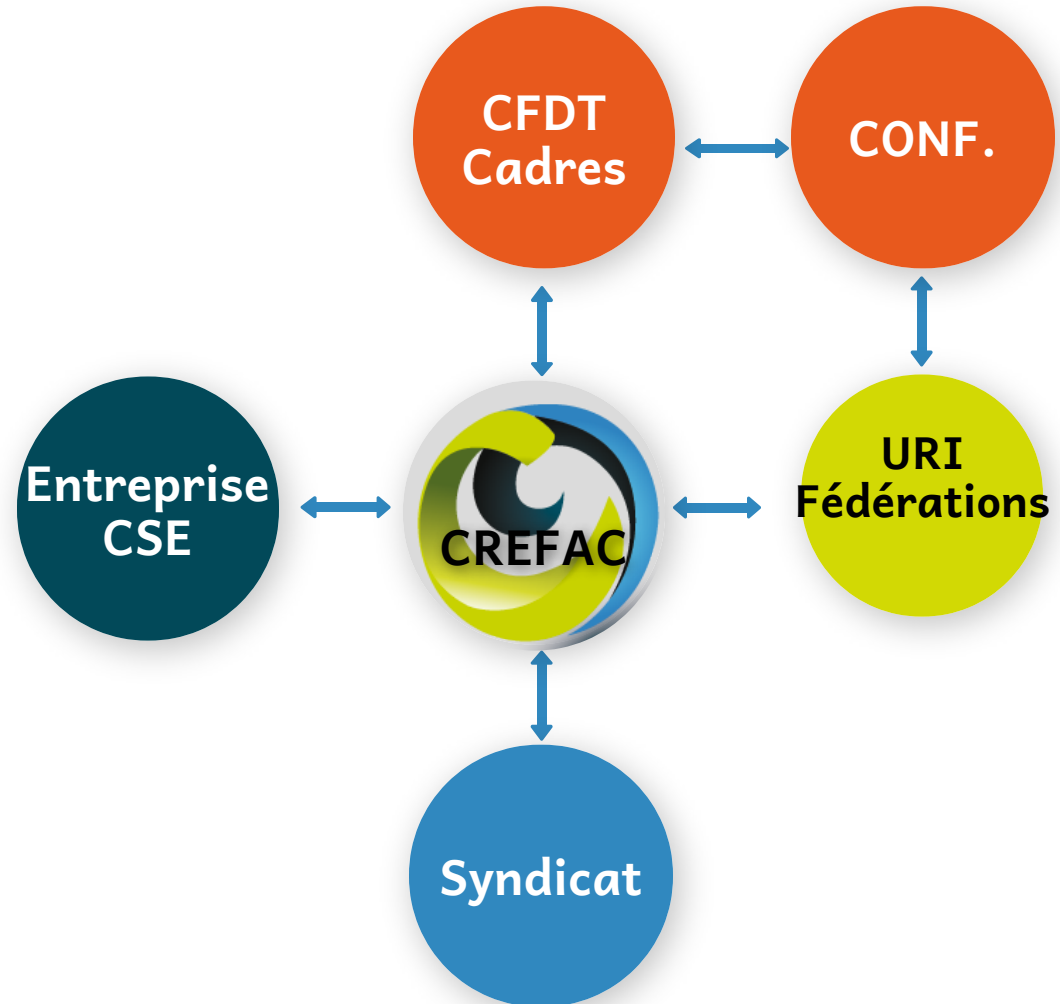 CFDT
Cadres
CONF.
Entreprise
CSE
CREFAC
URI
Fédérations
Syndicat